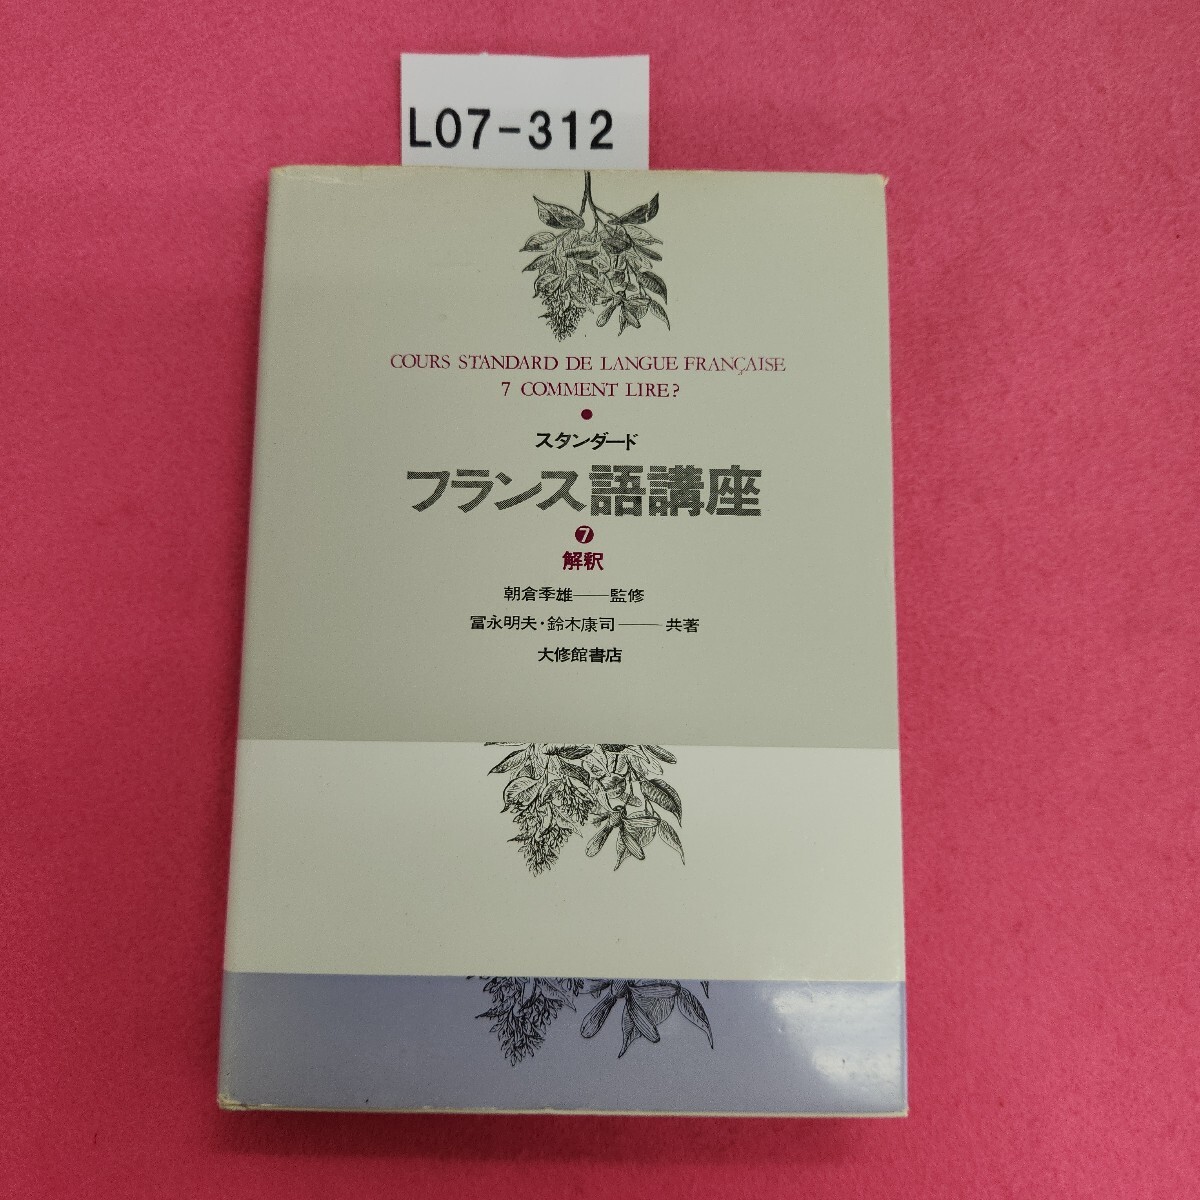 L07-312
COURS STANDARD DE LANGUE FRANÇAISE
7 COMMENT LIRE?
スタンダード
フランス語講座
7
解釈
朝倉季雄――監修
冨永明夫・鈴木康司――共著
大修館書店